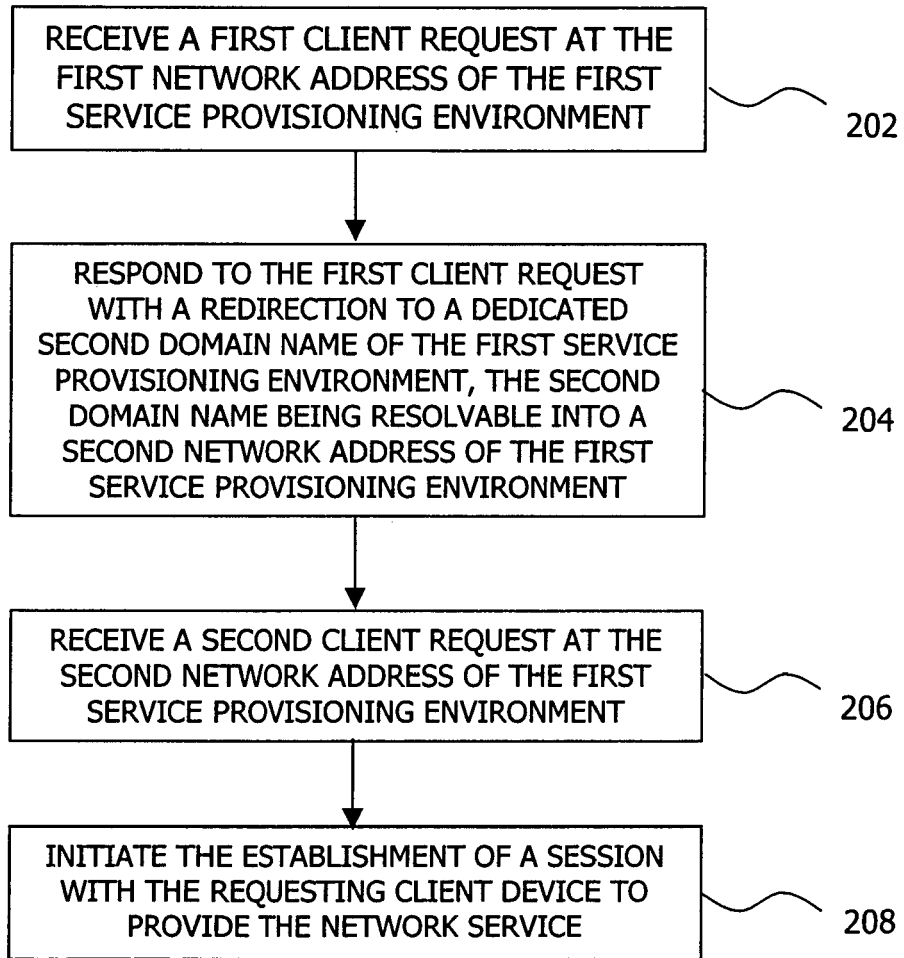 RECEIVE A FIRST CLIENT REQUEST AT THE
FIRST NETWORK ADDRESS OF THE FIRST
SERVICE PROVISIONING ENVIRONMENT
202
RESPOND TO THE FIRST CLIENT REQUEST
WITH A REDIRECTION TO A DEDICATED
SECOND DOMAIN NAME OF THE FIRST SERVICE
PROVISIONING ENVIRONMENT, THE SECOND
DOMAIN NAME BEING RESOLVABLE INTO A
SECOND NETWORK ADDRESS OF THE FIRST
SERVICE PROVISIONING ENVIRONMENT
204
RECEIVE A SECOND CLIENT REQUEST AT THE
SECOND NETWORK ADDRESS OF THE FIRST
SERVICE PROVISIONING ENVIRONMENT
206
INITIATE THE ESTABLISHMENT OF A SESSION
WITH THE REQUESTING CLIENT DEVICE TO
PROVIDE THE NETWORK SERVICE
208